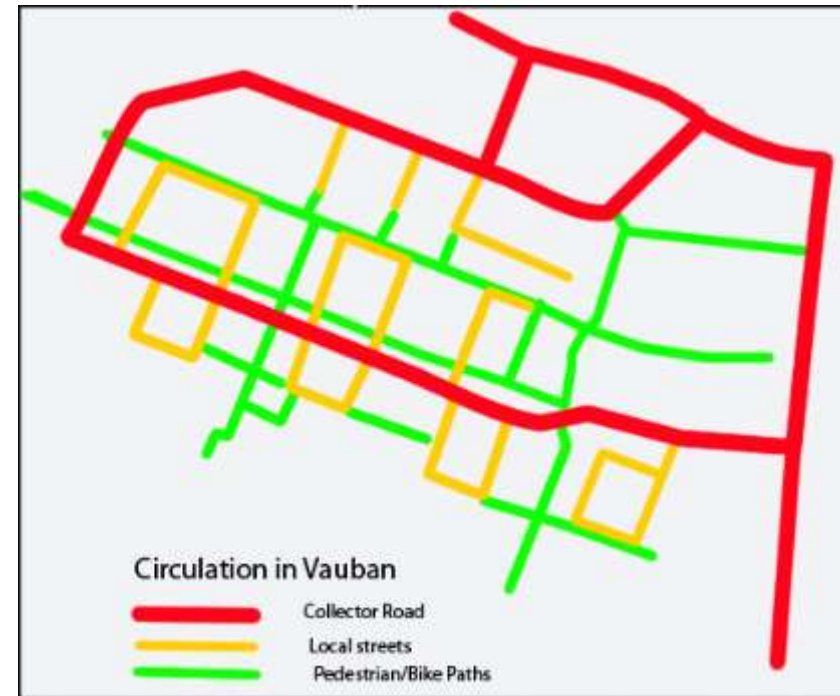 Circulation in Vauban
Collector Road
Local streets
Pedestrian/Bike Paths